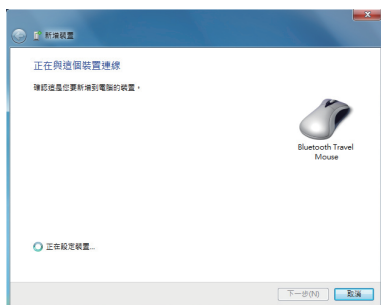 新增裝置
正在與這個裝置連線
確認這是您要新增到電腦的裝置。
Bluetooth Travel
Mouse
正在設定裝置...
下一步(N)
取消